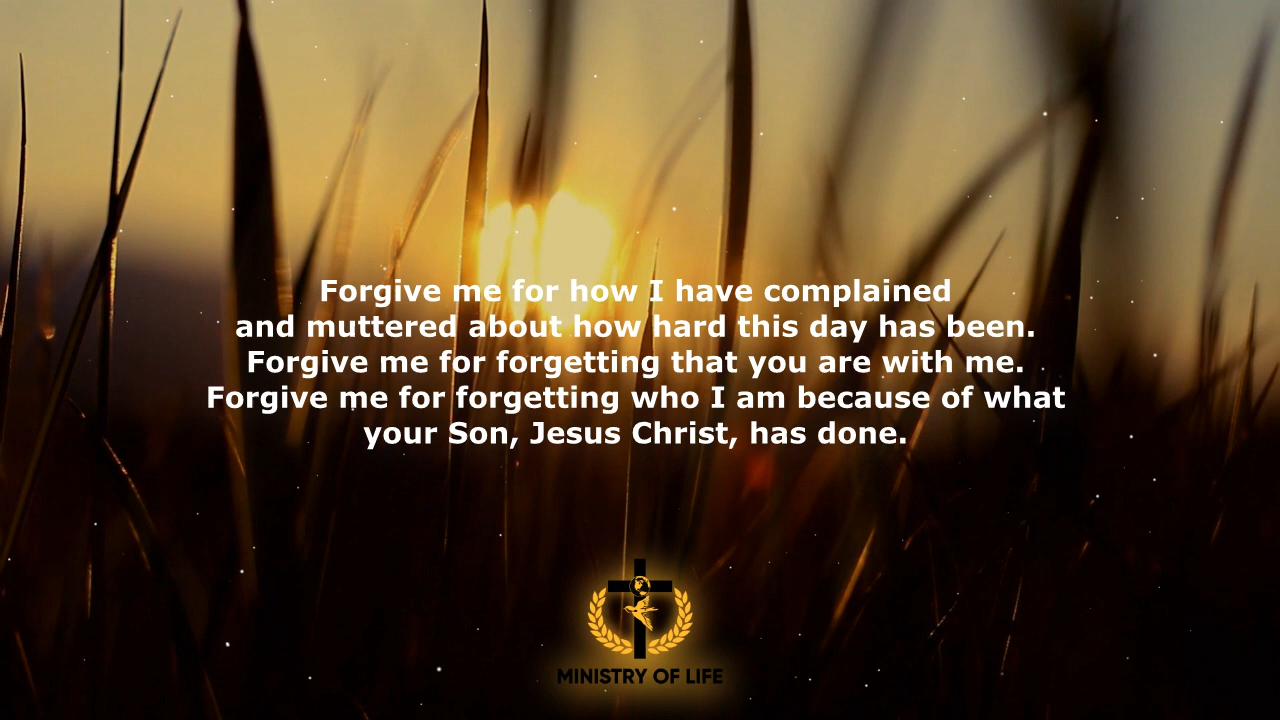 Forgive me for how I have complained
and muttered about how hard this day has been.
Forgive me for forgetting that you are with me.
Forgive me for forgetting who I am because of what
your Son, Jesus Christ, has done.
MINISTRY OF LIFE